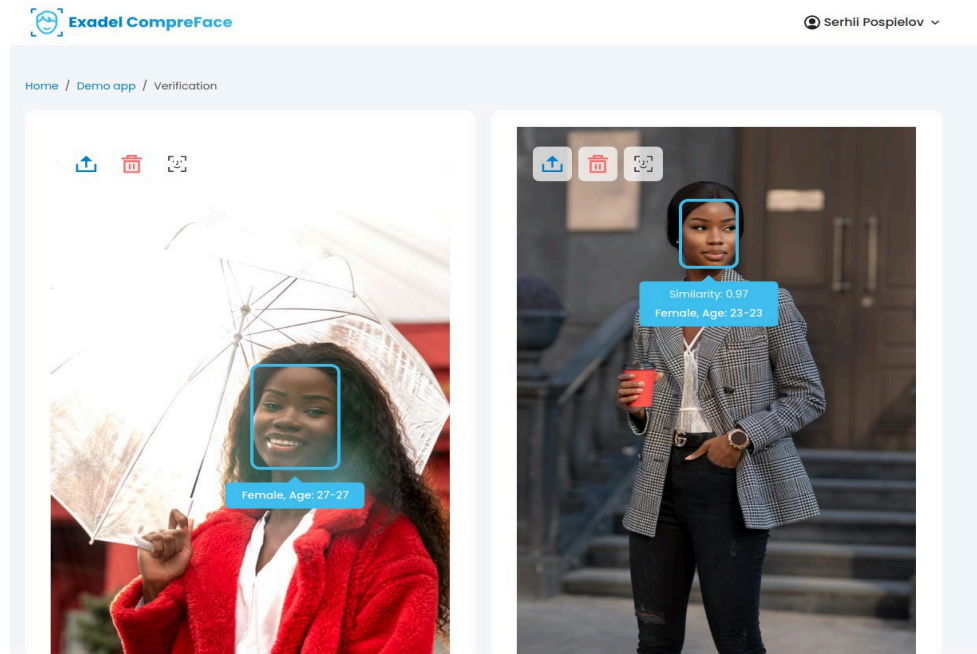 Exadel CompreFace
Serhii Pospielov
Home / Demo app / Verification
Similarity: 0.97
Female, Age: 23-23
Female, Age: 27-27